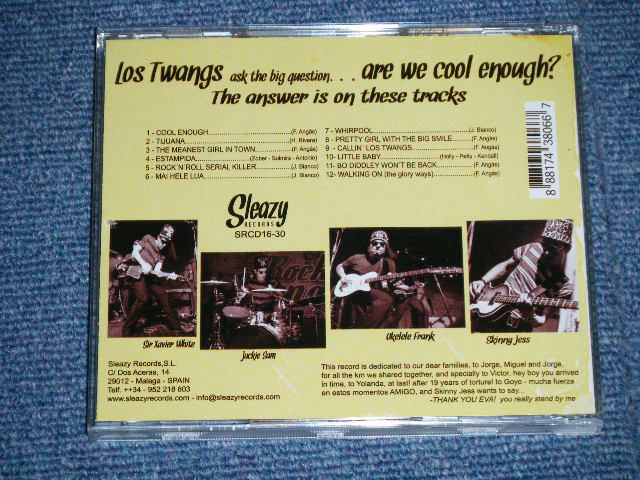 Los Twangs ask the big question. . . are we cool enough?
The answer is on these tracks
1 - COOL ENOUGH (F. Angás)
2 - TIJUANA (H. Rivera)
3 - THE MEANEST GIRL IN TOWN (F. Angás)
4 - ESTAMPIDA (Zober - Solmirs - Antonio)
5 - ROCK´N´ROLL SERIAL KILLER (J. Blanco)
6 - MAI HELE LUA (J. Blanco)
7 - WHIRPOOL (J. Blanco)
8 - PRETTY GIRL WITH THE BIG SMILE (F. Angás)
9 - CALLIN´ LOS TWANGS (F. Angás)
10- LITTLE BABY (Holly - Petty - Kendall)
11- BO DIDDLEY WON´T BE BACK (F. Angás)
12- WALKING ON (the glory ways) (F. Angás)
8 88174 38066 7
Sleazy
RECORDS
SRCD16-30
Sir Xavier White
Jackie Sam
Ukelele Frank
Skinny Jess
Sleazy Records,S.L.
C/ Dos Aceras, 14
29012 - Malaga - SPAIN
Telf. ++34 - 952 218 603
www.sleazyrecords.com - info@sleazyrecords.com
This record is dedicated to our dear families, to Jorge, Miguel and Jorge,
for all the km we shared together, and specially to Victor, hey boy you arrived
in time, to Yolanda, at last! after 19 years of torture! to Goyo - mucha fuerza
en estos momentos AMIGO, and Skinny Jess wants to say...
-THANK YOU EVA! you really stand by me